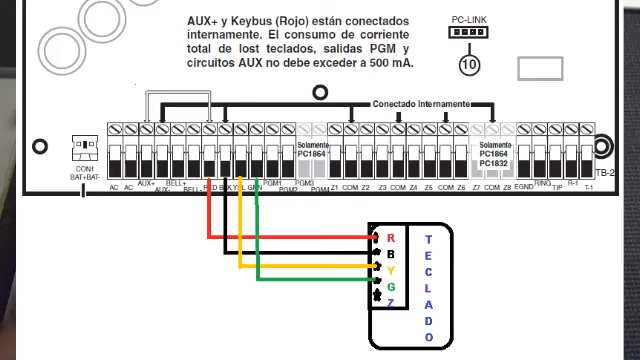 AUX+ y Keybus (Rojo) están conectados
internamente. El consumo de corriente
total de lost teclados, salidas PGM y
circuitos AUX no debe exceder a 500 mA.
PC-LINK
10
Conectado Internamente
Solamente
PC1864
Solamente
PC1864
PC1832
CON1
BAT+BAT-
TB-2
AC AC AUX+ AUX- BELL+ BELL- RED BLK YEL GRN PGM1 PGM2 PGM3 PGM4 Z1 COM Z2 Z3 COM Z4 Z5 COM Z6 Z7 COM Z8 EGND RING TIP R-1 T-1
R
B
Y
G
Z
TECLADO